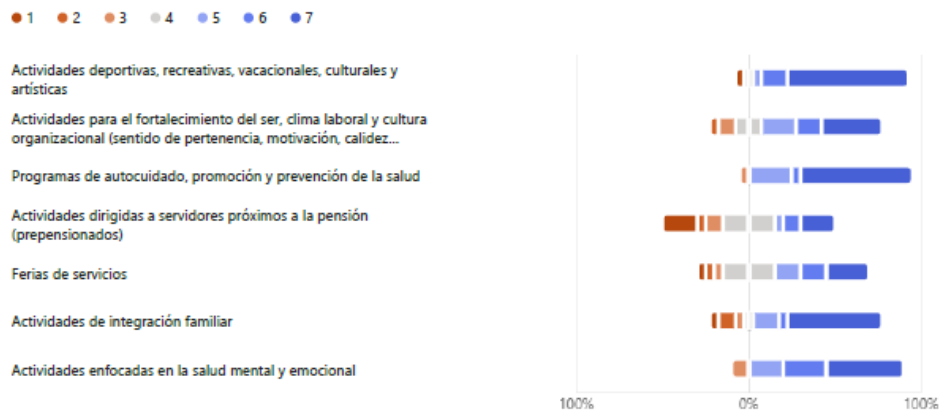 1 2 3 4 5 6 7
Actividades deportivas, recreativas, vacacionales, culturales y
artísticas
Actividades para el fortalecimiento del ser, clima laboral y cultura
organizacional (sentido de pertenencia, motivación, calidez...
Programas de autocuidado, promoción y prevención de la salud
Actividades dirigidas a servidores próximos a la pensión
(prepensionados)
Ferias de servicios
Actividades de integración familiar
Actividades enfocadas en la salud mental y emocional
100% 0% 100%